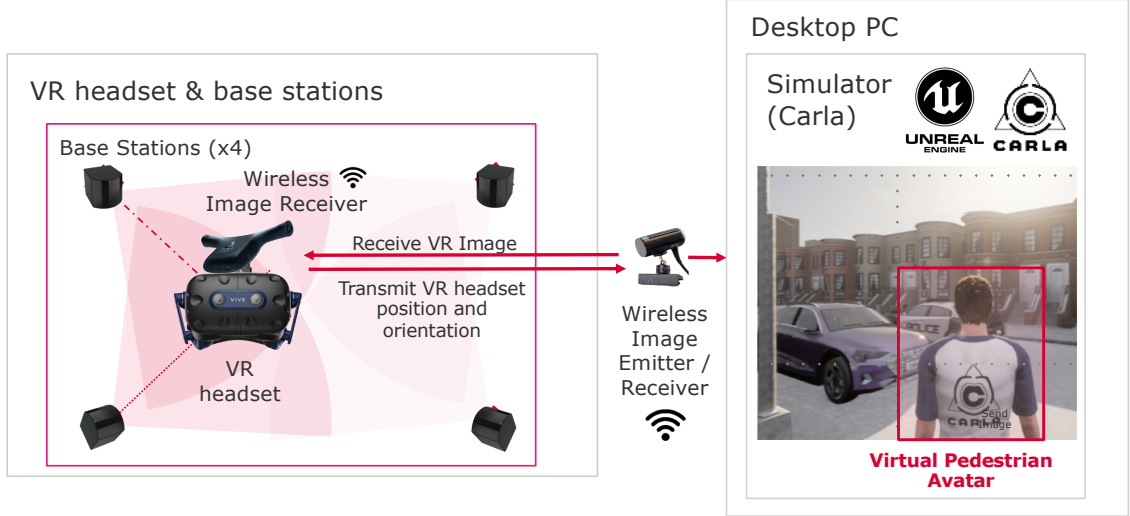 Desktop PC
VR headset & base stations
Simulator
(Carla)
UNREAL
ENGINE
CARLA
Base Stations (x4)
Wireless
Image Receiver
Receive VR Image
Transmit VR headset
position and
orientation
VIVE
VR
headset
Wireless
Image
Emitter /
Receiver
POLICE
C
CARLA
Send
Image
Virtual Pedestrian
Avatar